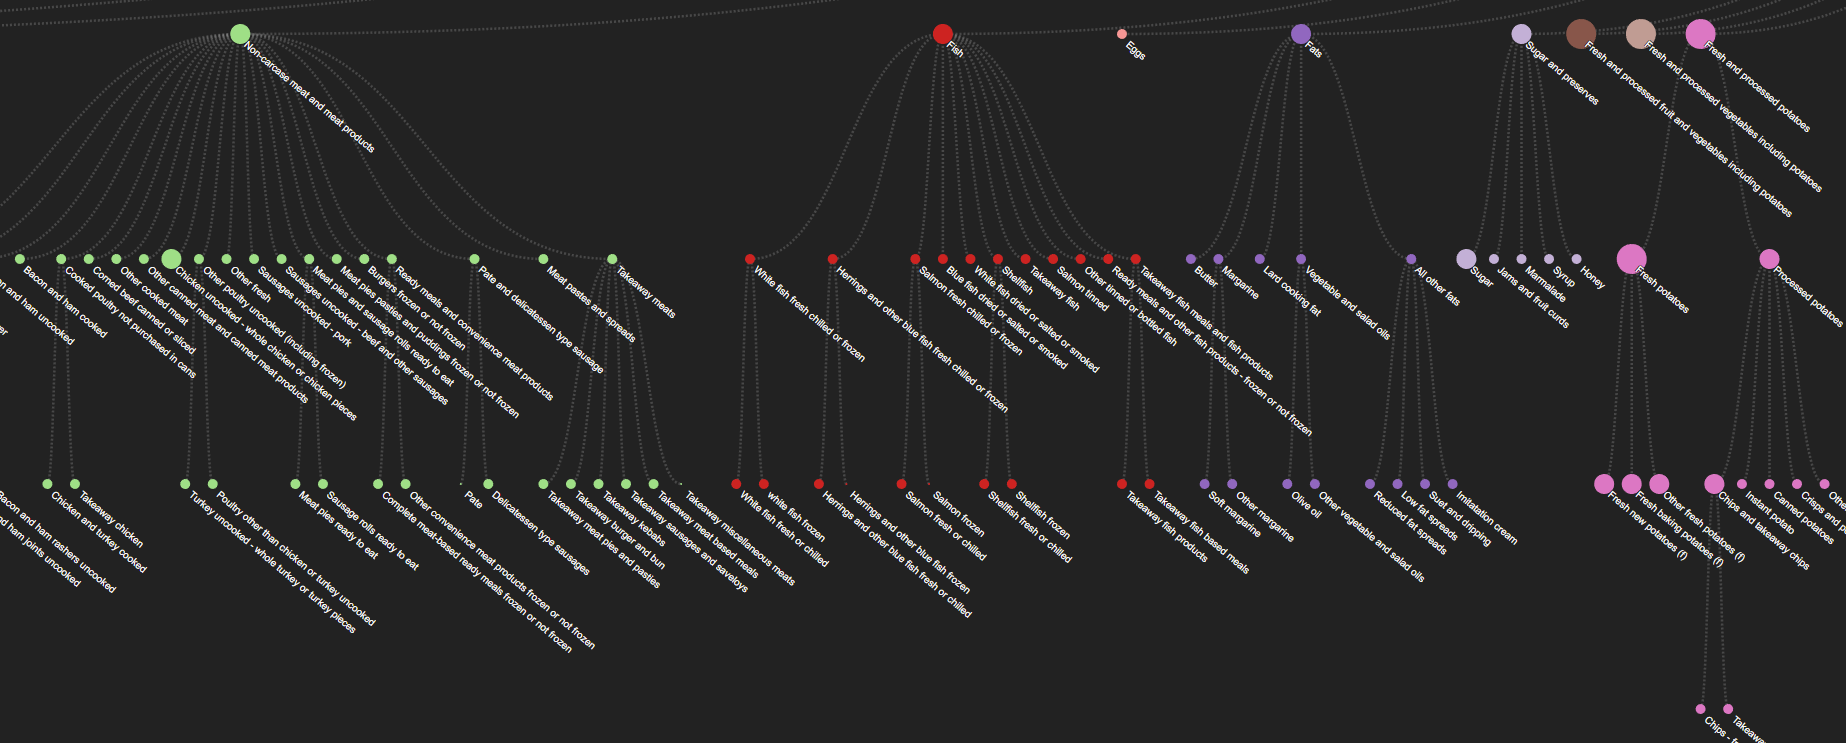 Non-carcase meat and meat products
Fish
Eggs
Fats
Sugar and preserves
Fresh and processed fruit and vegetables including potatoes
Fresh and processed vegetables including potatoes
Fresh and processed potatoes
and ham uncooked
Bacon and ham cooked
Cooked poultry not purchased in cans
Corned beef canned or sliced
Other cooked meat
Other canned meat and canned meat products
Chicken uncooked - whole chicken or chicken pieces
Other poultry uncooked (including frozen)
Other fresh
Sausages uncooked - pork
Sausages uncooked - beef and other sausages
Meat pies and sausage rolls ready to eat
Meat pies pasties and puddings frozen or not frozen
Burgers frozen or not frozen
Ready meals and convenience meat products
Pate and delicatessen type sausage
Meat pastes and spreads
Takeaway meats
White fish fresh chilled or frozen
Herrings and other blue fish fresh chilled or frozen
Salmon fresh chilled or frozen
Blue fish dried or salted or smoked
White fish dried or salted or smoked
Shellfish
Takeaway fish
Salmon tinned
Other tinned or bottled fish
Ready meals and other fish products - frozen or not frozen
Takeaway fish meals and fish products
Butter
Margarine
Lard cooking fat
Vegetable and salad oils
All other fats
Sugar
Jams and fruit curds
Marmalade
Syrup
Honey
Fresh potatoes
Processed potatoes
ham joints uncooked
Bacon and ham rashers uncooked
Chicken and turkey cooked
Takeaway chicken
Turkey uncooked - whole turkey or turkey pieces
Poultry other than chicken or turkey uncooked
Meat pies ready to eat
Sausage rolls ready to eat
Complete meat-based ready meals frozen or not frozen
Other convenience meat products frozen or not frozen
Pate
Delicatessen type sausages
Takeaway meat pies and pasties
Takeaway burger and bun
Takeaway kebabs
Takeaway sausages and saveloys
Takeaway meat based meals
Takeaway miscellaneous meats
White fish fresh or chilled
white fish frozen
Herrings and other blue fish fresh or chilled
Herrings and other blue fish frozen
Salmon fresh or chilled
Salmon frozen
Shellfish fresh or chilled
Shellfish frozen
Takeaway fish products
Takeaway fish based meals
Soft margarine
Other margarine
Olive oil
Other vegetable and salad oils
Reduced fat spreads
Low fat spreads
Suet and dripping
Imitation cream
Fresh new potatoes (f)
Fresh baking potatoes (f)
Other fresh potatoes (f)
Chips and takeaway chips
Instant potato
Canned potatoes
Crisps and
Othe
Chips -
Takeaway